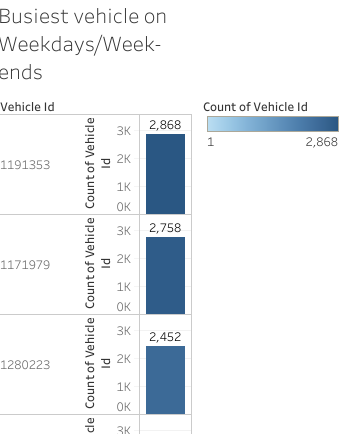 Busiest vehicle on
Weekdays/Week-
ends
Vehicle Id
Count of Vehicle Id
1
2,868
1191353
Count of Vehicle
Id
3K
2K
1K
0K
2,868
1171979
Count of Vehicle
Id
3K
2K
1K
0K
2,758
1280223
Count of Vehicle
Id
3K
2K
1K
0K
2,452
cle
3K